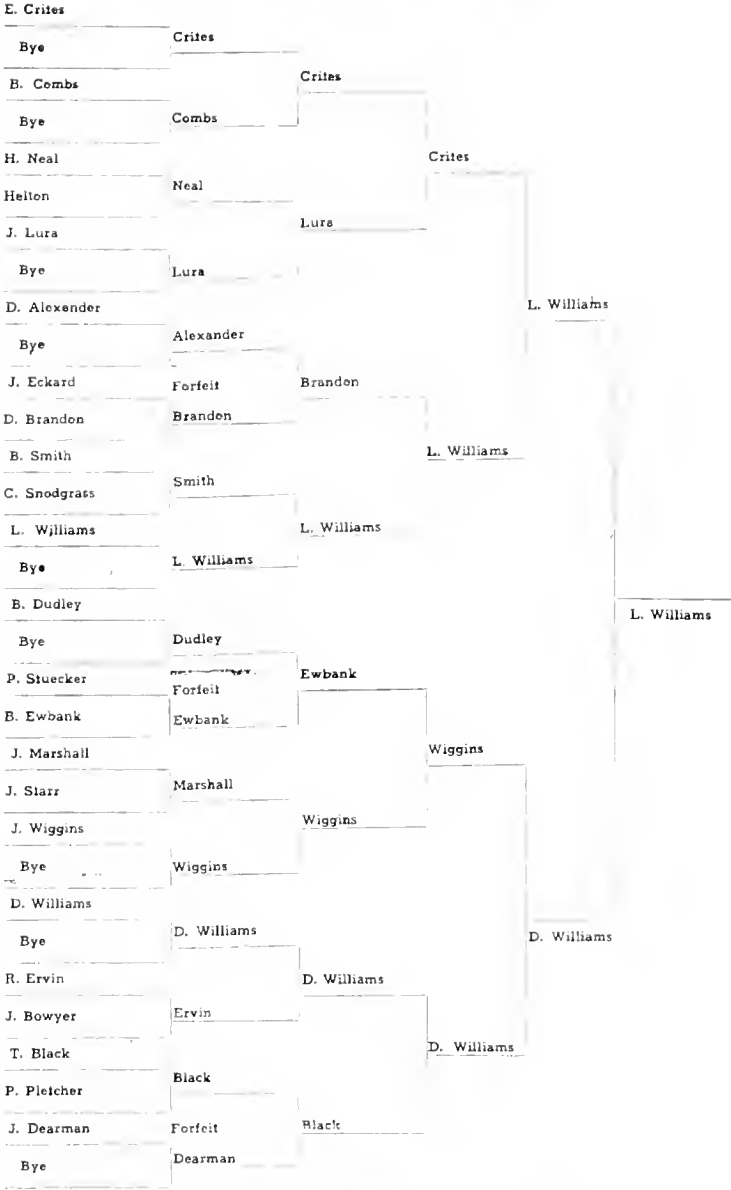 E. Crites
Bye
B. Combs
Bye
H. Neal
Helton
J. Lura
Bye
D. Alexander
Bye
J. Eckard
D. Brandon
B. Smith
C. Snodgrass
L. Williams
Bye
B. Dudley
Bye
P. Stuecker
B. Ewbank
J. Marshall
J. Starr
J. Wiggins
Bye
D. Williams
Bye
R. Ervin
J. Bowyer
T. Black
P. Pletcher
J. Dearman
Bye
Crites
Combs
Neal
Lura
Alexander
Forfeit
Brandon
Smith
L. Williams
Dudley
Forfeit
Ewbank
Marshall
Wiggins
D. Williams
Ervin
Black
Forfeit
Dearman
Crites
Lura
Brandon
L. Williams
Ewbank
Wiggins
D. Williams
Black
Crites
L. Williams
Wiggins
D. Williams
L. Williams
D. Williams
L. Williams